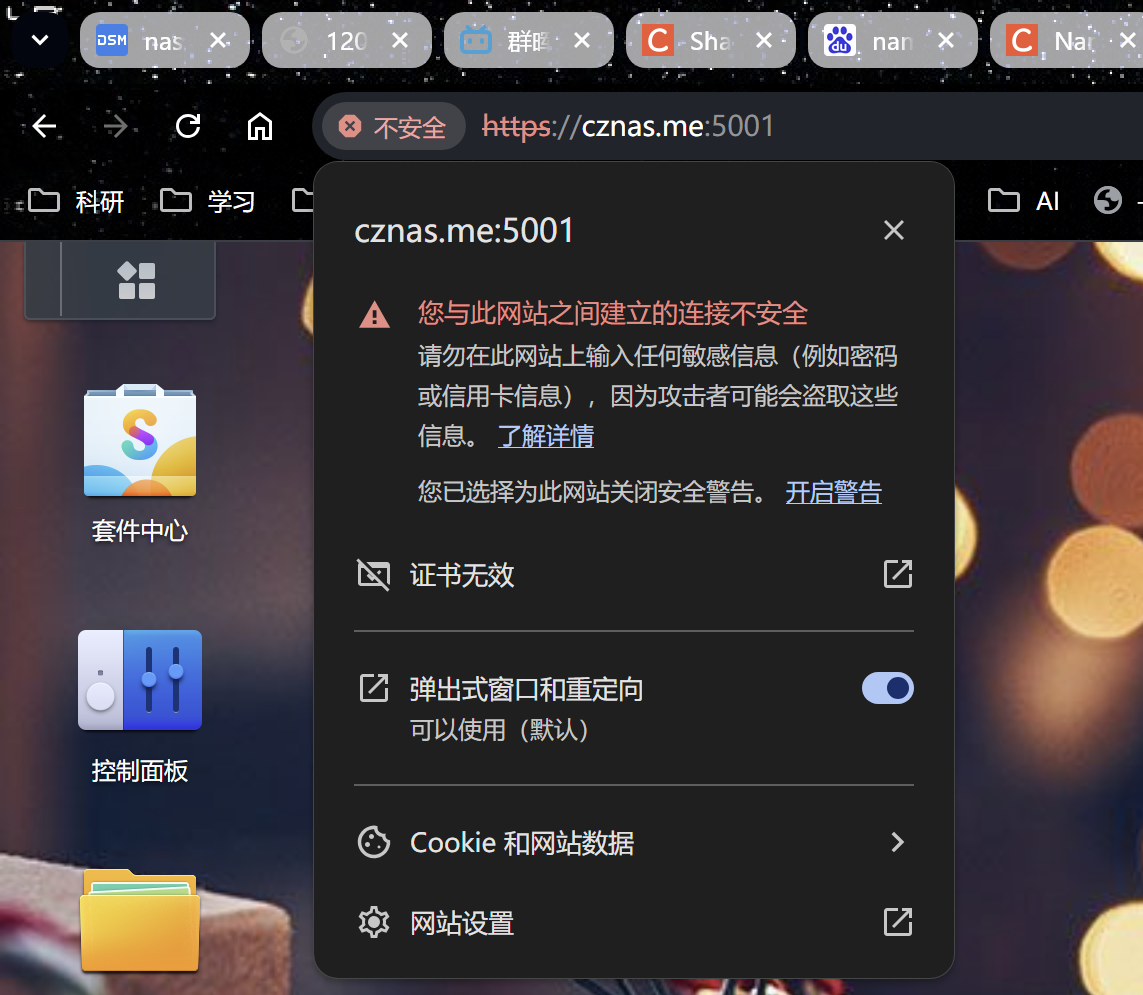 DSM nas
120
群晖
C Sha
du nan
C Nar
不安全 https://cznas.me:5001
科研 学习 AI
cznas.me:5001
您与此网站之间建立的连接不安全
请勿在此网站上输入任何敏感信息（例如密码
或信用卡信息），因为攻击者可能会盗取这些
信息。 了解详情
您已选择为此网站关闭安全警告。 开启警告
证书无效
弹出式窗口和重定向
可以使用（默认）
Cookie 和网站数据
网站设置
套件中心
控制面板